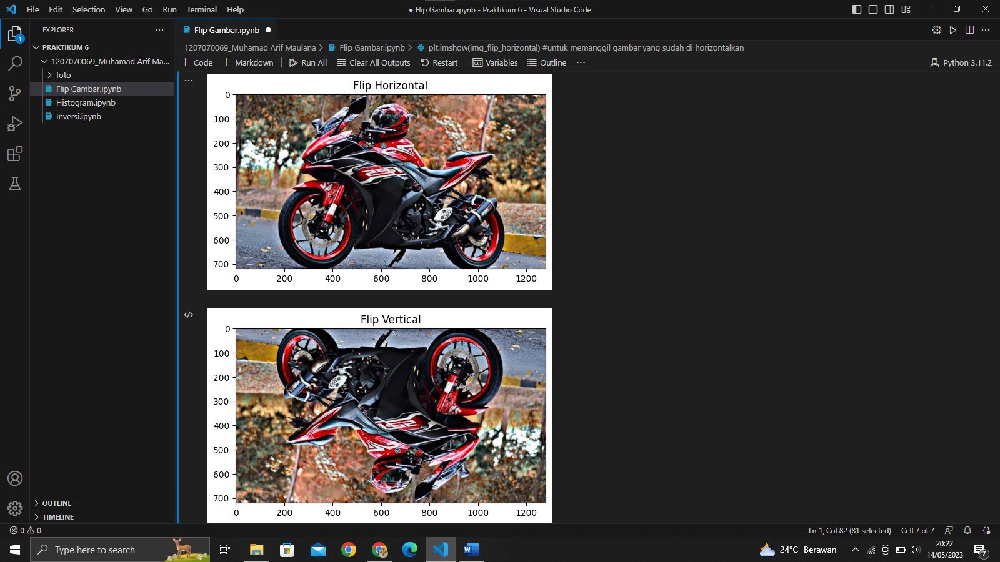 File Edit Selection View Go Run Terminal Help
● Flip Gambar.ipynb - Praktikum 6 - Visual Studio Code
EXPLORER
Flip Gambar.ipynb
1
PRAKTIKUM 6
1207070069_Muhamad Arif Ma...
foto
Flip Gambar.ipynb
Histogram.ipynb
Inversi.ipynb
OUTLINE
TIMELINE
1207070069_Muhamad Arif Maulana > Flip Gambar.ipynb > plt.imshow(img_flip_horizontal) #untuk memanggil gambar yang sudah di horizontalkan
+ Code + Markdown Run All Clear All Outputs Restart Variables Outline ...
Python 3.11.2
Flip Horizontal
0
100
200
300
400
500
600
700
0 200 400 600 800 1000 1200
Flip Vertical
0
100
200
300
400
500
600
700
0 200 400 600 800 1000 1200
0 0
Ln 1, Col 82 (81 selected) Cell 7 of 7
Type here to search
24°C Berawan
20:22
14/05/2023
7